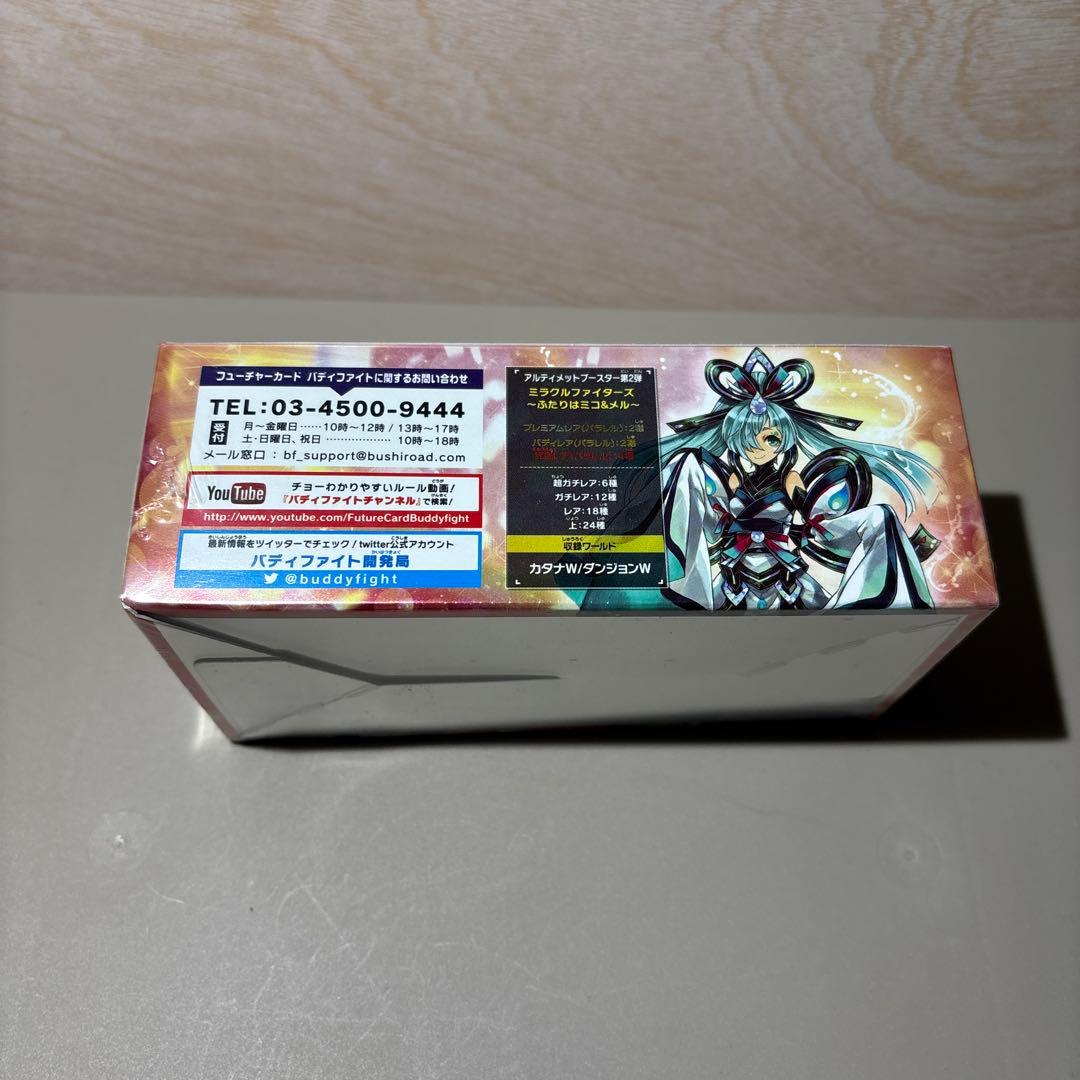 フューチャーカード バディファイトに関するお問い合わせ
TEL:03-4500-9444
受付
月～金曜日……10時～12時 / 13時～17時
土・日曜日、祝日 ……………… 10時～18時
メール窓口 : bf_support@bushiroad.com
YouTube
チョーわかりやすいルール動画!
『バディファイトチャンネル』で検索!
http://www.youtube.com/FutureCardBuddyfight
最新情報をツイッターでチェック / twitter公式アカウント
バディファイト開発局
@buddyfight
アルティメットブースター第2弾
ミラクルファイターズ
～ふたりはミコ&メル～
プレミアムレア(パラレル):2種
バディレア(パラレル):2種
超ガチレア:6種
ガチレア:12種
レア:18種
上:24種
収録ワールド
カタナW/ダンジョンW